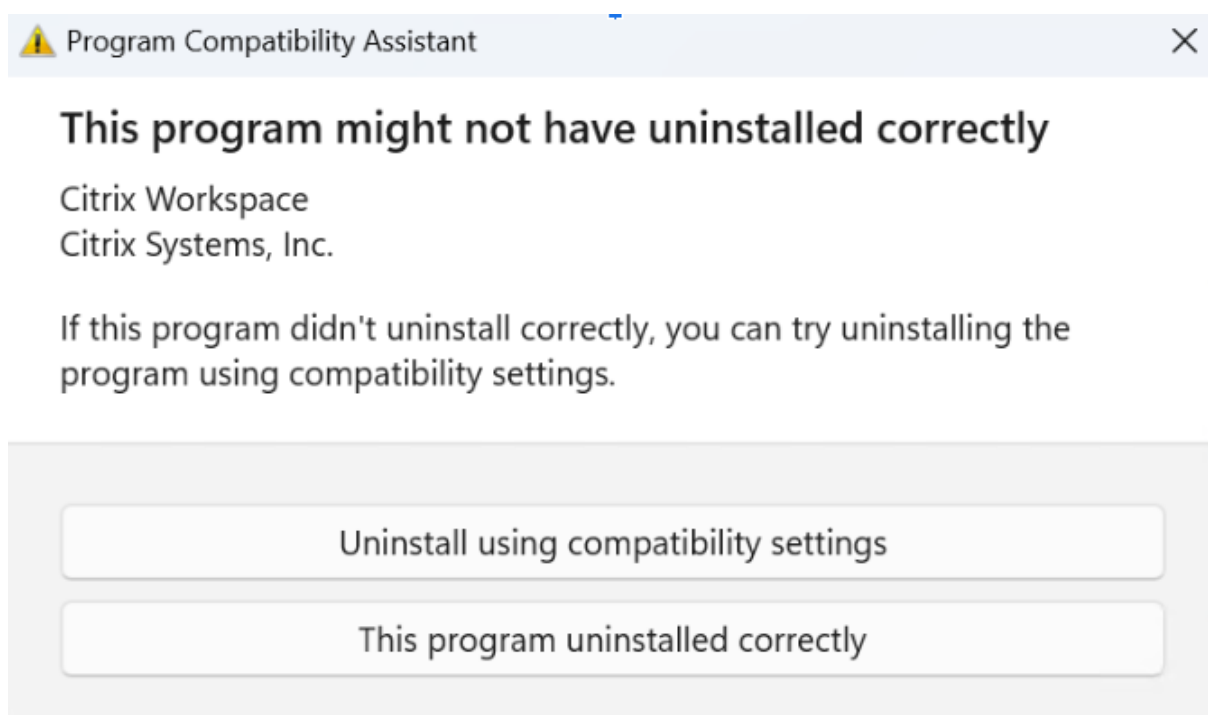 Program Compatibility Assistant
This program might not have uninstalled correctly
Citrix Workspace
Citrix Systems, Inc.
If this program didn't uninstall correctly, you can try uninstalling the
program using compatibility settings.
Uninstall using compatibility settings
This program uninstalled correctly